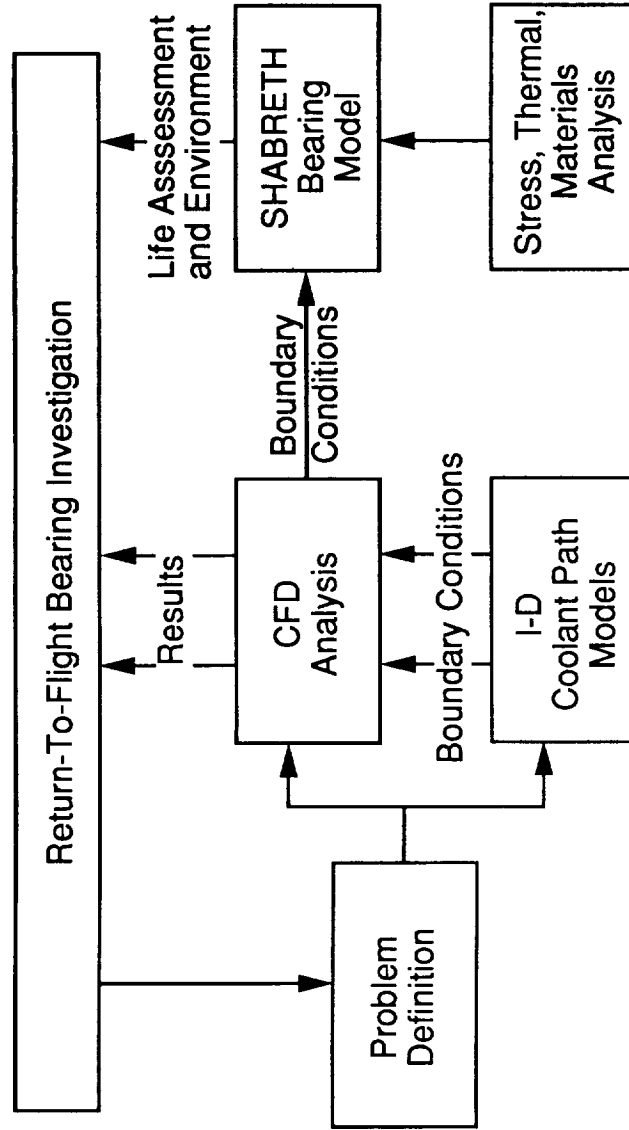 Return-To-Flight Bearing Investigation
Problem
Definition
Results
CFD
Analysis
Boundary Conditions
I-D
Coolant Path
Models
Boundary
Conditions
Life Asssessment
and Environment
SHABRETH
Bearing
Model
Stress, Thermal,
Materials
Analysis